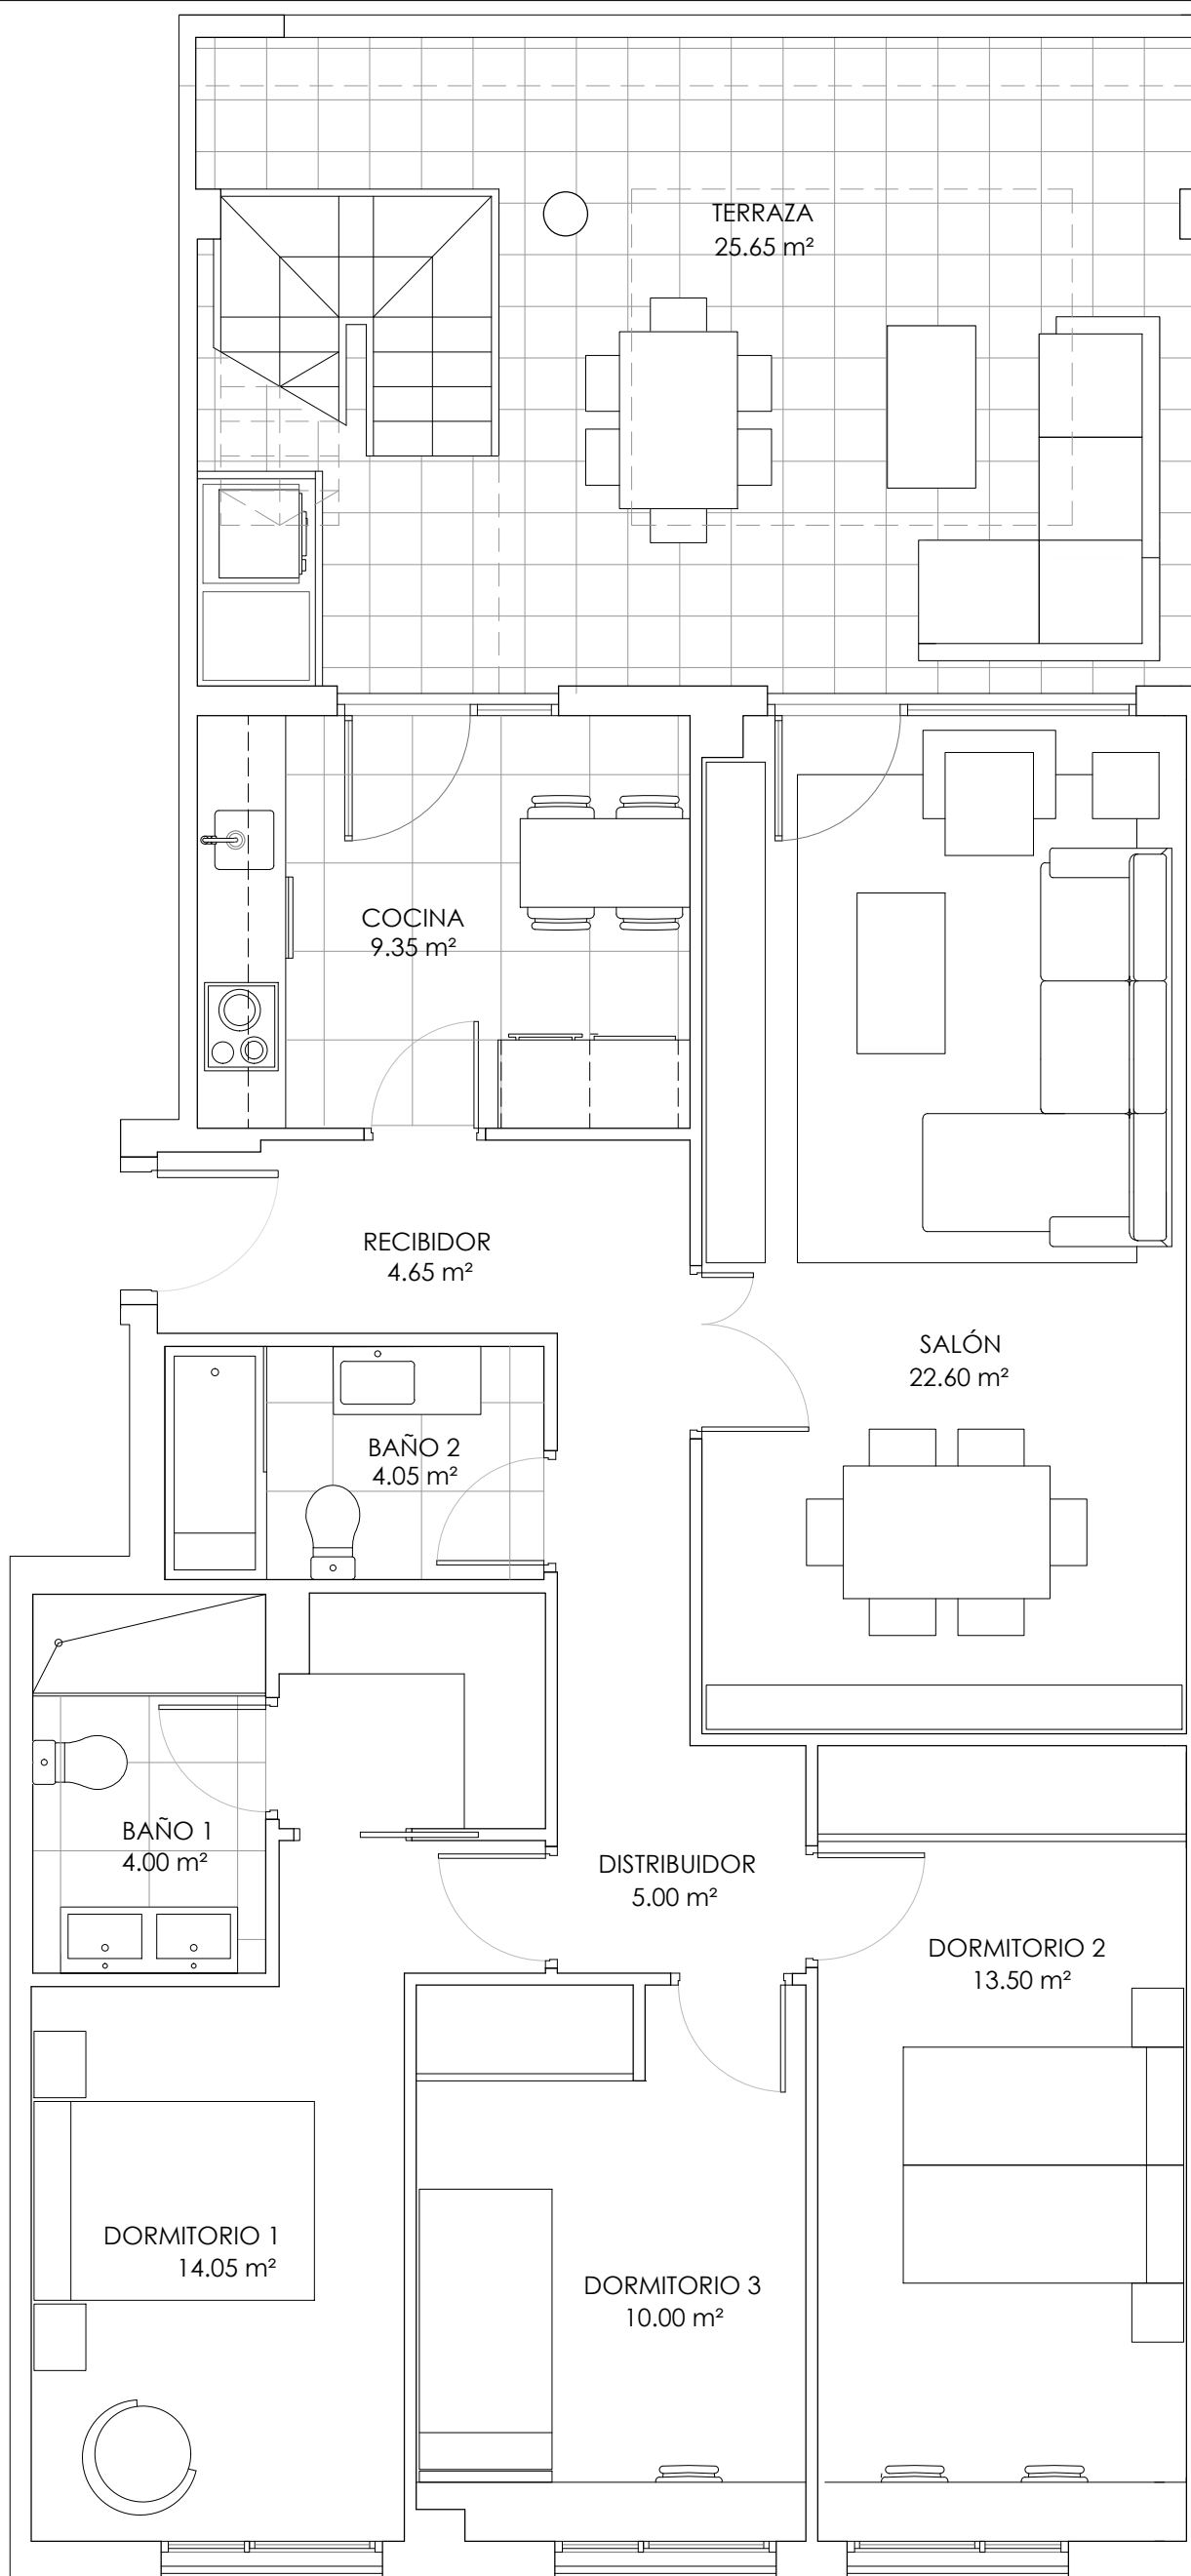 TERRAZA
25.65 m²
COCINA
9.35 m²
RECIBIDOR
4.65 m²
SALÓN
22.60 m²
BAÑO 2
4.05 m²
BAÑO 1
4.00 m²
DISTRIBUIDOR
5.00 m²
DORMITORIO 2
13.50 m²
DORMITORIO 1
14.05 m²
DORMITORIO 3
10.00 m²